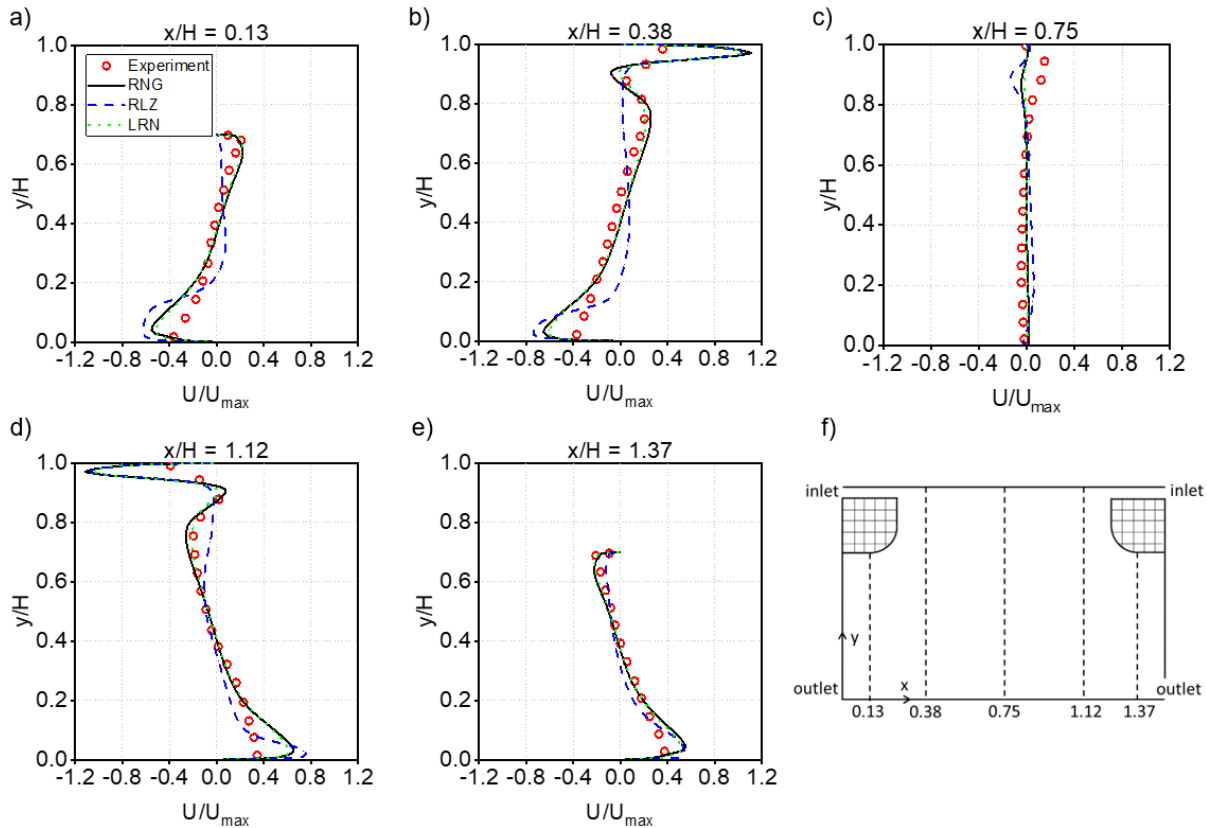 a)
x/H = 0.13
1.0
0.8
0.6
0.4
0.2
0.0
y/H
Experiment
RNG
RLZ
LRN
-1.2 -0.8 -0.4 0.0 0.4 0.8 1.2
U/Umax
b)
x/H = 0.38
1.0
0.8
0.6
0.4
0.2
0.0
y/H
-1.2 -0.8 -0.4 0.0 0.4 0.8 1.2
U/Umax
c)
x/H = 0.75
1.0
0.8
0.6
0.4
0.2
0.0
y/H
-1.2 -0.8 -0.4 0.0 0.4 0.8 1.2
U/Umax
d)
x/H = 1.12
1.0
0.8
0.6
0.4
0.2
0.0
y/H
-1.2 -0.8 -0.4 0.0 0.4 0.8 1.2
U/Umax
e)
x/H = 1.37
1.0
0.8
0.6
0.4
0.2
0.0
y/H
-1.2 -0.8 -0.4 0.0 0.4 0.8 1.2
U/Umax
f)
inlet inlet
y
outlet x outlet
0.13 0.38 0.75 1.12 1.37